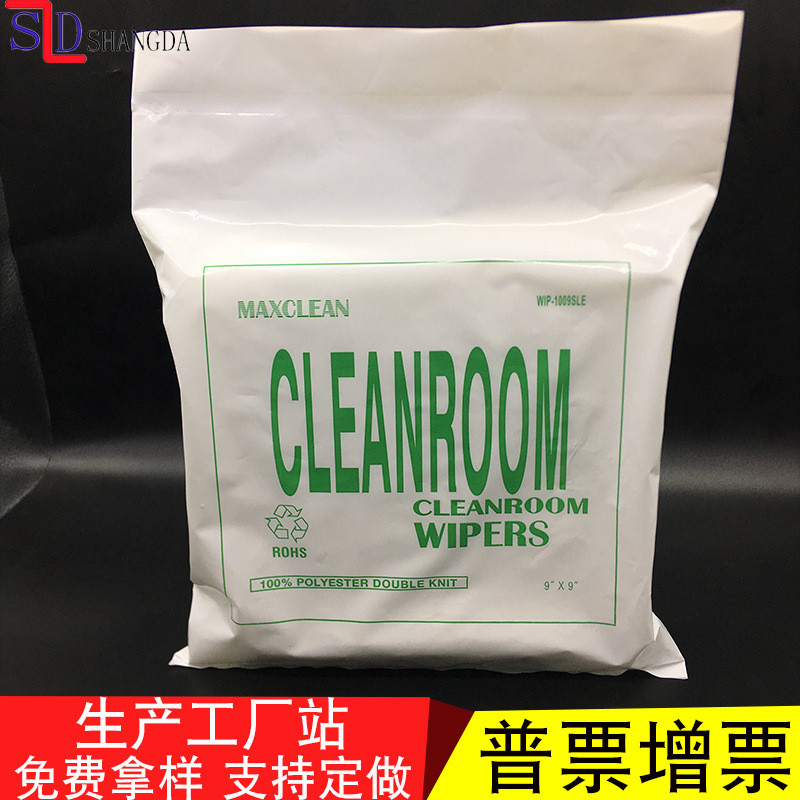 SLD SHANGDA
MAXCLEAN
WIP-1009SLE
CLEANROOM
CLEANROOM
WIPERS
ROHS
100% POLYESTER DOUBLE KNIT
9" X 9"
生产工厂站
免费拿样 支持定做
普票增票